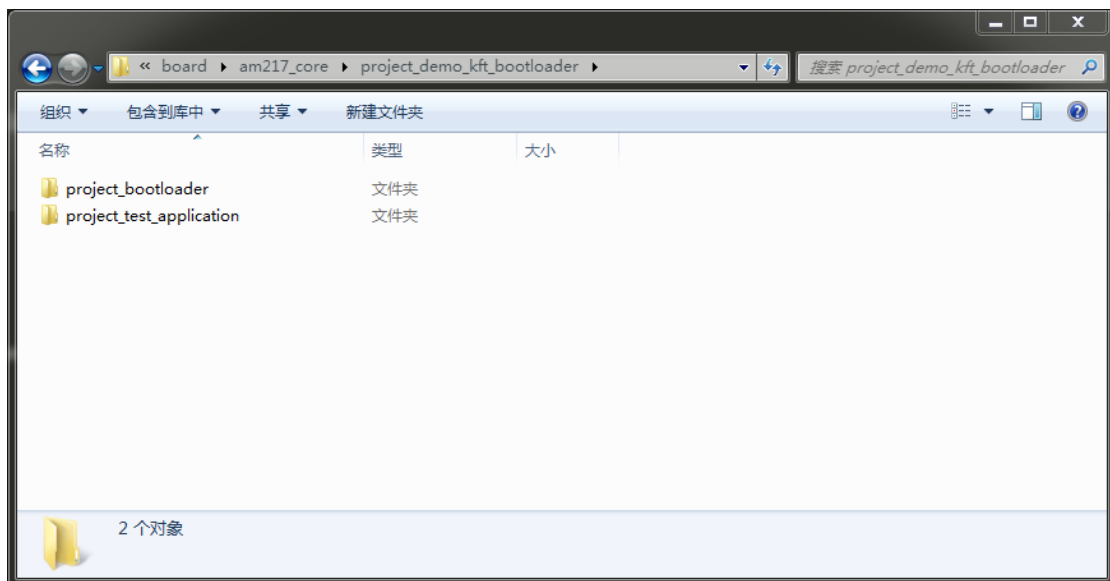 « board am217_core project_demo_kft_bootloader 搜索 project_demo_kft_bootloader
组织 包含到库中 共享 新建文件夹
名称 类型 大小
project_bootloader 文件夹
project_test_application 文件夹
2 个对象